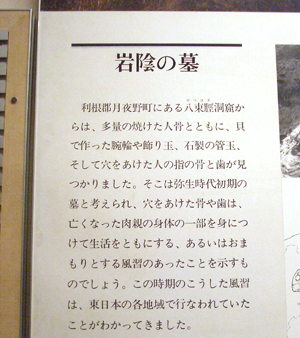 岩陰の墓
利根郡月夜野町にある八束脛洞窟か
らは、多量の焼けた人骨とともに、貝
で作った腕輪や飾り玉、石製の管玉、
そして穴をあけた人の指の骨と歯が見
つかりました。そこは弥生時代初期の
墓と考えられ、穴をあけた骨や歯は、
亡くなった肉親の身体の一部を身につ
けて生活をともにする、あるいはおま
もりとする風習のあったことを示すも
のでしょう。この時期のこうした風習
は、東日本の各地域で行なわれていた
ことがわかってきました。